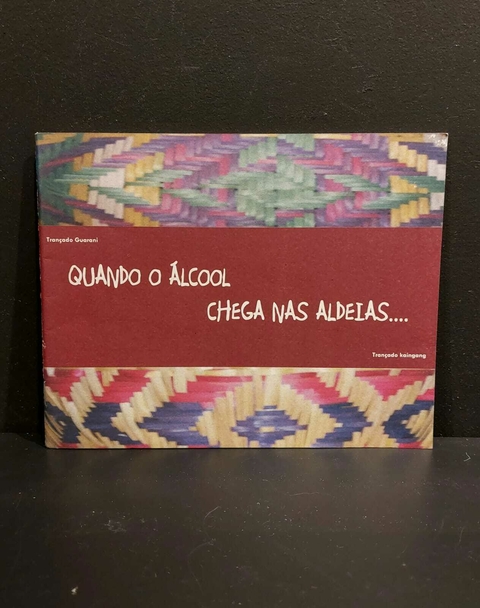 Trançado Guarani
QUANDO O ÁLCOOL
CHEGA NAS ALDEIAS....
Trançado kaingang